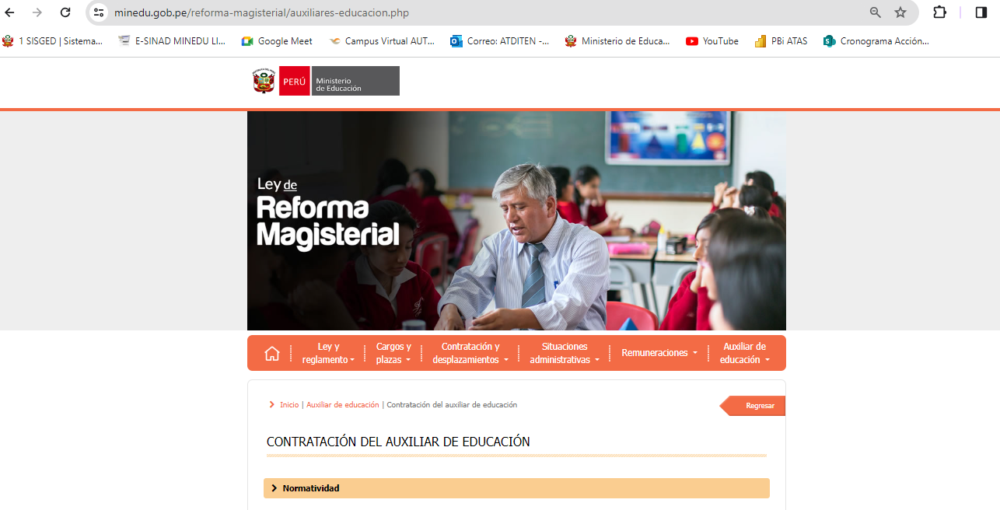 minedu.gob.pe/reforma-magisterial/auxiliares-educacion.php
1 SISGED | Sistema... E-SINAD MINEDU LI... Google Meet Campus Virtual AUT... Correo: ATDITEN -... Ministerio de Educa... YouTube PBi ATAS Cronograma Acción...
PERÚ
Ministerio
de Educación
Ley de
Reforma
Magisterial
Ley y
reglamento
Cargos y
plazas
Contratación y
desplazamientos
Situaciones
administrativas
Remuneraciones
Auxiliar de
educación
Inicio | Auxiliar de educación | Contratación del auxiliar de educación
Regresar
CONTRATACIÓN DEL AUXILIAR DE EDUCACIÓN
Normatividad